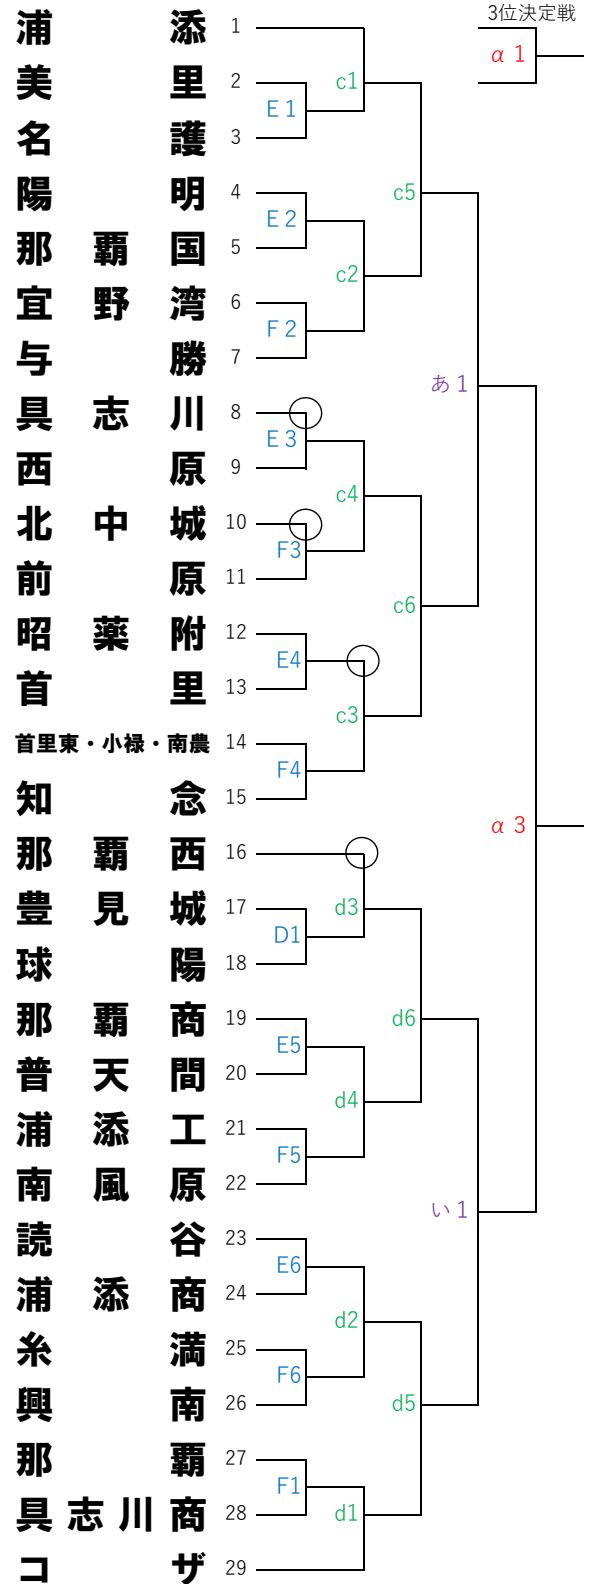 3位決定戦
α 1
浦添 1
美里 2
E 1
c1
名護 3
陽明 4
E 2
c5
那覇国 5
c2
宜野湾 6
F 2
与勝 7
あ 1
具志川 8
E 3
西原 9
c4
北中城 10
F3
前原 11
c6
昭薬附 12
E4
首里 13
c3
首里東・小禄・南農 14
F4
知念 15
α 3
那覇西 16
豊見城 17
d3
D1
球陽 18
那覇商 19
d6
E5
普天間 20
d4
浦添工 21
F5
南風原 22
い 1
読谷 23
E6
浦添商 24
d2
糸満 25
F6
興南 26
d5
那覇 27
F1
具志川商 28
d1
コザ 29